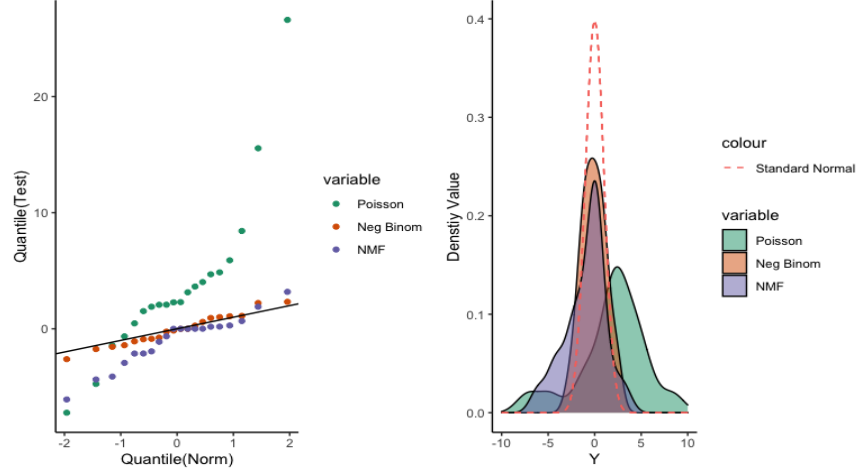 20
10
0
-2
-1
0
1
2
Quantile(Norm)
Quantile(Test)
variable
Poisson
Neg Binom
NMF
0.4
0.3
0.2
0.1
0.0
-10
-5
0
5
10
Y
Denstiy Value
colour
Standard Normal
variable
Poisson
Neg Binom
NMF